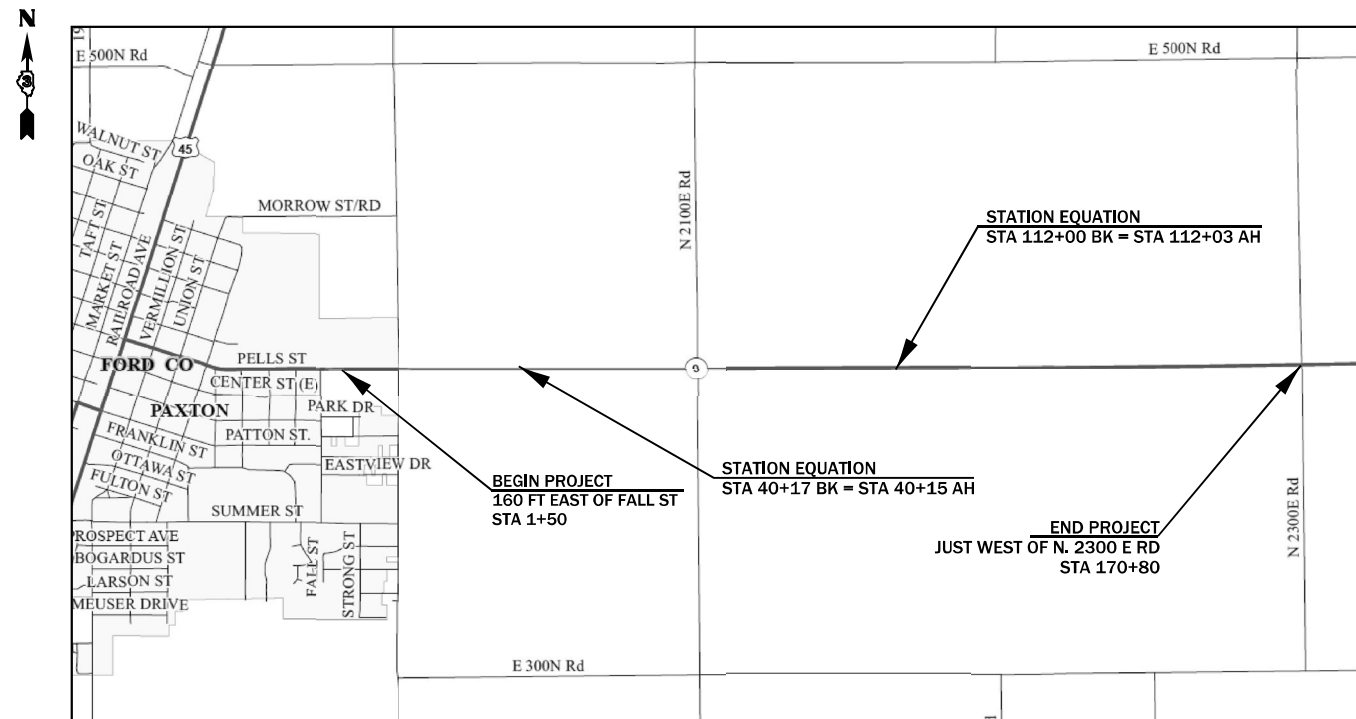 N
3
19
E 500N Rd
E 500N Rd
WALNUT ST
45
OAK ST
MORROW ST/RD
N 2100E Rd
TAFT ST
MARKET ST
RAILROAD AVE
VERMILLION ST
UNION ST
STATION EQUATION
STA 112+00 BK = STA 112+03 AH
PELLS ST
FORD CO
9
CENTER ST (E)
PAXTON
PARK DR
FRANKLIN ST
PATTON ST.
OTTAWA ST
EASTVIEW DR
FULTON ST
BEGIN PROJECT
160 FT EAST OF FALL ST
STA 1+50
STATION EQUATION
STA 40+17 BK = STA 40+15 AH
SUMMER ST
END PROJECT
JUST WEST OF N. 2300 E RD
STA 170+80
N 2300E Rd
PROSPECT AVE
BOGARDUS ST
FALL ST
STRONG ST
LARSON ST
MEUSER DRIVE
E 300N Rd